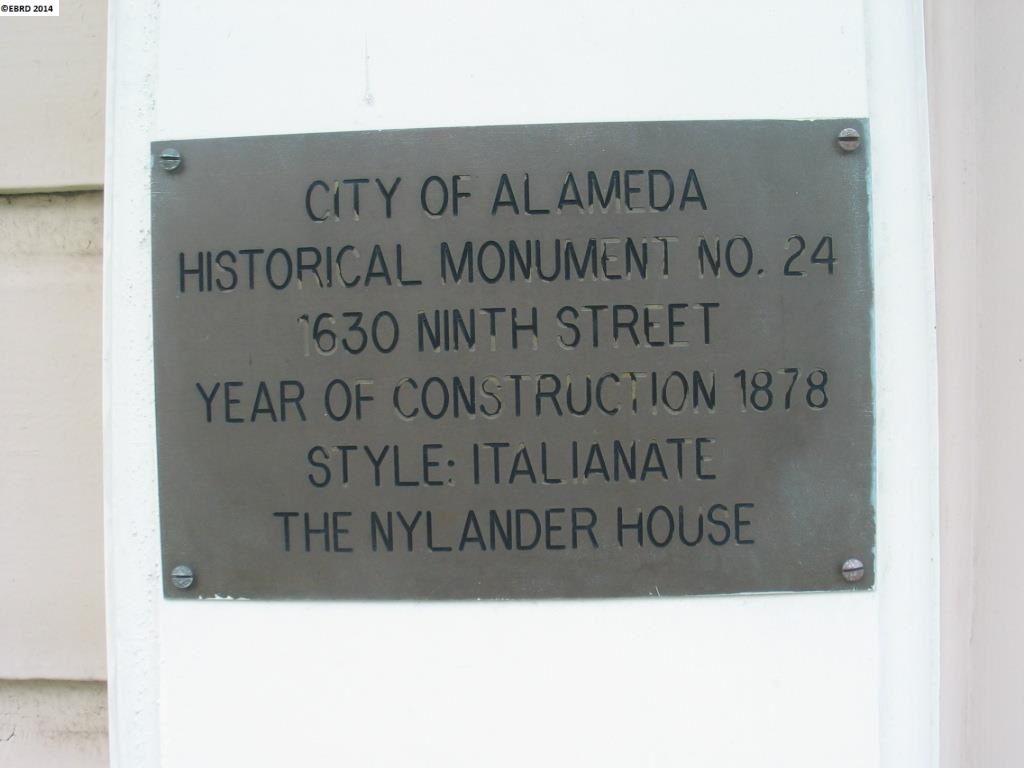 ©EBRD 2014
CITY OF ALAMEDA
HISTORICAL MONUMENT NO. 24
1630 NINTH STREET
YEAR OF CONSTRUCTION 1878
STYLE: ITALIANATE
THE NYLANDER HOUSE